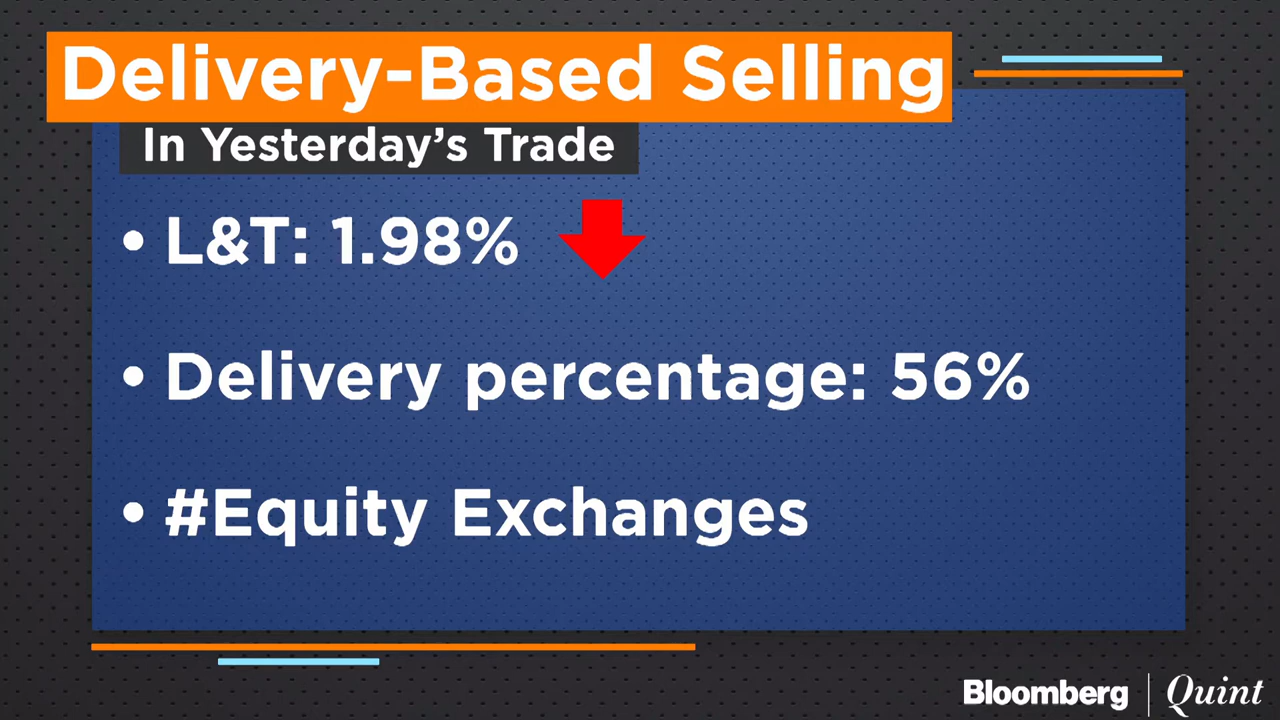 Delivery-Based Selling
In Yesterday's Trade
• L&T: 1.98%
• Delivery percentage: 56%
• #Equity Exchanges
Bloomberg | Quint